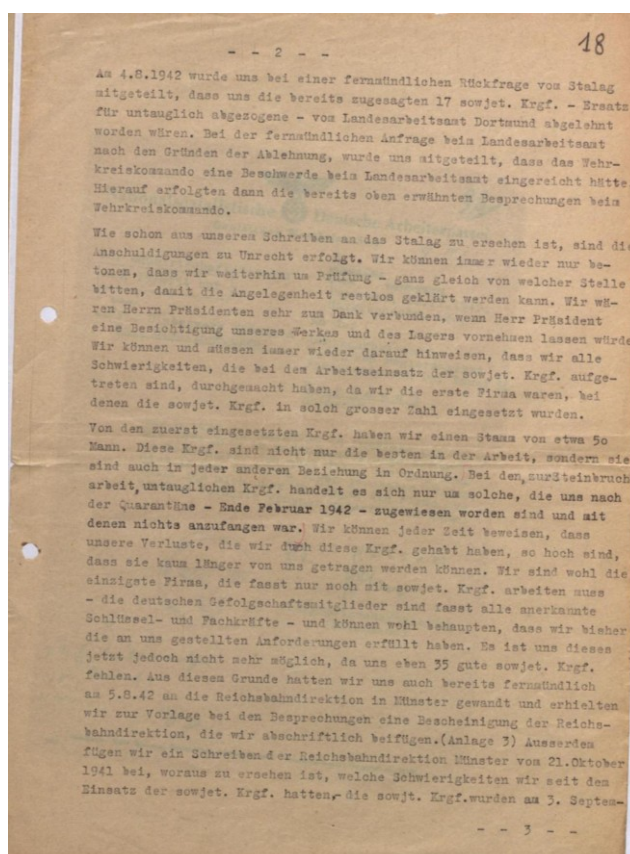 18
- - 2 - -
Am 4.8.1942 wurde uns bei einer fernmündlichen Rückfrage vom Stalag
mitgeteilt, dass uns die bereits zugesagten 17 sowjet. Krgf. - Ersatz
für untauglich abgezogene - vom Landesarbeitsamt Dortmund abgelehnt
worden wären. Bei der fernmündlichen Anfrage beim Landesarbeitsamt
nach den Gründen der Ablehnung, wurde uns mitgeteilt, dass das Wehr-
kreiskommando eine Beschwerde beim Landesarbeitsamt eingereicht hätte
Hierauf erfolgten dann die bereits oben erwähnten Besprechungen beim
Wehrkreiskommando.
Wie schon aus unserem Schreiben an das Stalag zu ersehen ist, sind die
Anschuldigungen zu Unrecht erfolgt. Wir können immer wieder nur be-
tonen, dass wir weiterhin um Prüfung - ganz gleich von welcher Stelle
bitten, damit die Angelegenheit restlos geklärt werden kann. Wir wä-
ren Herrn Präsidenten sehr zum Dank verbunden, wenn Herr Präsident
eine Besichtigung unseres Werkes und des Lagers vornehmen lassen würde
Wir können und müssen immer wieder darauf hinweisen, dass wir alle
Schwierigkeiten, die bei dem Arbeitseinsatz der sowjet. Krgf. aufge-
treten sind, durchgemacht haben, da wir die erste Firma waren, bei
denen die sowjet. Krgf. in solch grosser Zahl eingesetzt wurden.
Von den zuerst eingesetzten Krgf. haben wir einen Stamm von etwa 50
Mann. Diese Krgf. sind nicht nur die besten in der Arbeit, sondern sie
sind auch in jeder anderen Beziehung in Ordnung. Bei den, zur Steinbruch
arbeit, untauglichen Krgf. handelt es sich nur um solche, die uns nach
der Quarantäne - Ende Februar 1942 - zugewiesen worden sind und mit
denen nichts anzufangen war. Wir können jeder Zeit beweisen, dass
unsere Verluste, die wir duch diese Krgf. gehabt haben, so hoch sind,
dass sie kaum länger von uns getragen werden können. Wir sind wohl die
einzigste Firma, die fasst nur noch mit sowjet. Krgf. arbeiten muss
- die deutschen Gefolgschaftsmitglieder sind fasst alle anerkannte
Schlüssel- und Fachkräfte - und können wohl behaupten, dass wir bisher
die an uns gestellten Anforderungen erfüllt haben. Es ist uns dieses
jetzt jedoch nicht mehr möglich, da uns eben 35 gute sowjet. Krgf.
fehlen. Aus diesem Grunde hatten wir uns auch bereits fernmündlich
am 5.8.42 an die Reichsbahndirektion in Münster gewandt und erhielten
wir zur Vorlage bei den Besprechungen eine Bescheinigung der Reichs-
bahndirektion, die wir abschriftlich beifügen.(Anlage 3) Ausserdem
fügen wir ein Schreiben der Reichsbahndirektion Münster vom 21.Oktober
1941 bei, woraus zu ersehen ist, welche Schwierigkeiten wir seit dem
Einsatz der sowjet. Krgf. hatten,- die sowjt. Krgf.wurden am 3. Septem-
- - 3 - -